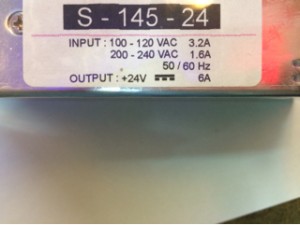 S - 145 - 24
INPUT : 100 - 120 VAC 3.2A
200 - 240 VAC 1.6A
50 / 60 Hz
OUTPUT : +24V ⎓ 6A